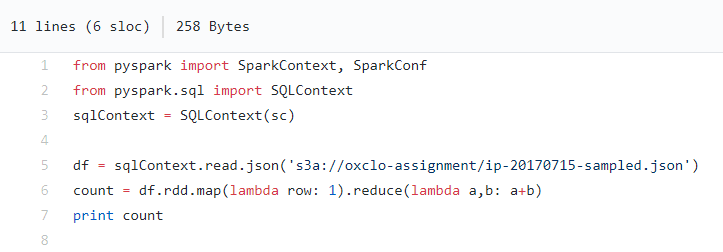 11 lines (6 sloc) 258 Bytes
1 from pyspark import SparkContext, SparkConf
2 from pyspark.sql import SQLContext
3 sqlContext = SQLContext(sc)
4
5 df = sqlContext.read.json('s3a://oxclo-assignment/ip-20170715-sampled.json')
6 count = df.rdd.map(lambda row: 1).reduce(lambda a,b: a+b)
7 print count
8